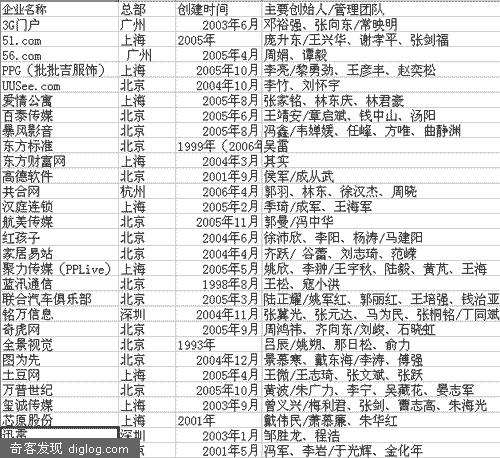 企业名称 总部 创建时间 主要创始人/管理团队
3G门户 广州 2003年6月 邓裕强、张向东/常映明
51.com 上海 2005年 庞升东/王兴华、谢孝平、张剑福
56.com 广州 2005年4月 周娟、谭毅
PPG（批批吉服饰） 上海 2005年10月 李亮/黎勇劲、王彦丰、赵奕松
UUSee.com 北京 2004年10月 李竹、刘怀宇
爱情公寓 上海 2005年8月 张家铭、林东庆、林君豪
百泰传媒 北京 2005年6月 王靖安/章启斌、钱中山、汤阳
暴风影音 北京 2005年8月 冯鑫/韦婵媛、任峰、方唯、曲静渊
东方标准 北京 1999年（2006年 吴雷
东方财富网 上海 2004年3月 其实
高德软件 北京 2001年9月 侯军/成从武
共合网 杭州 2006年4月 郭羽、林东、徐汉杰、周晓
汉庭连锁 上海 2005年2月 季琦/成军、王海军
航美传媒 北京 2005年11月 郭曼/冯中华
红孩子 北京 2004年6月 徐沛欣、李阳、杨涛/马建阳
家居易站 北京 2004年4月 齐跃/ 谷蕾、刘志琦、范嵘
聚力传媒（PPLive） 上海 2005年5月 姚欣、李翀/王宇秋、陆毅、黄芃、王海
蓝汛通信 北京 1998年8月 王松、寇小洪
联合汽车俱乐部 北京 2005年3月 陆正耀/姚军红、郭丽红、王培强、钱治亚
铭万信息 深圳 2004年11月 张冀光、张元达、马为民、张桐铭/丁同斌
奇虎网 北京 2005年9月 周鸿祎、齐向东/刘峻、石晓虹
全景视觉 北京 1993年 吕辰/姚朔、那日松、俞力
图为先 北京 2004年12月 景慕寒、戴东海/李涛、傅强
土豆网 上海 2005年4月 王微/王志琦、张文斌、张跃
万普世纪 北京 2005年10月 黄波/朱广力、李宁、吴藏花、晏志军
玺诚传媒 上海 2003年9月 曾义兴/梅利君、张剑、曹志高、朱海光
芯原股份 上海 2001年 戴伟民/萧慕蓉、朱华红
迅雷 深圳 2003年1月 邹胜龙、程浩
北京 2001年5月 冯军、李岩/于光辉、金化年
奇客发现 diglog.com